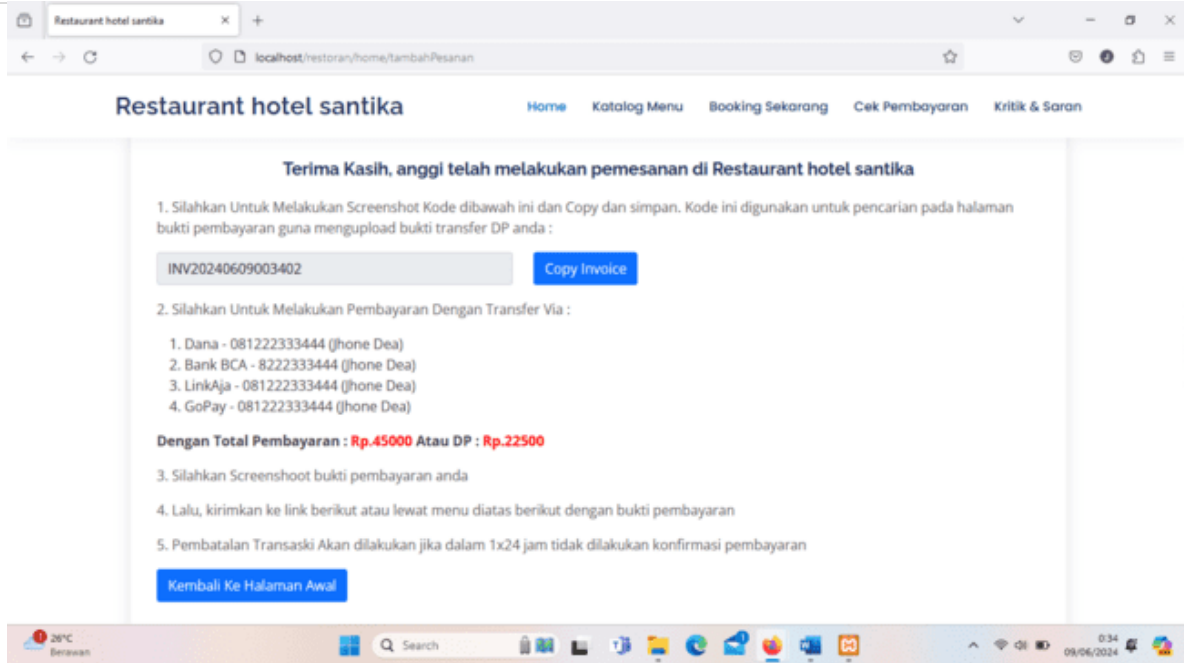 Restaurant hotel santika
localhost/restoran/home/tambahPesanan
Restaurant hotel santika
Home Katalog Menu Booking Sekarang Cek Pembayaran Kritik & Saran
Terima Kasih, anggi telah melakukan pemesanan di Restaurant hotel santika
1. Silahkan Untuk Melakukan Screenshot Kode dibawah ini dan Copy dan simpan. Kode ini digunakan untuk pencarian pada halaman
bukti pembayaran guna mengupload bukti transfer DP anda :
INV20240609003402 Copy Invoice
2. Silahkan Untuk Melakukan Pembayaran Dengan Transfer Via :
1. Dana - 081222333444 (Jhone Dea)
2. Bank BCA - 8222333444 (Jhone Dea)
3. LinkAja - 081222333444 (Jhone Dea)
4. GoPay - 081222333444 (Jhone Dea)
Dengan Total Pembayaran : Rp.45000 Atau DP : Rp.22500
3. Silahkan Screenshoot bukti pembayaran anda
4. Lalu, kirimkan ke link berikut atau lewat menu diatas berikut dengan bukti pembayaran
5. Pembatalan Transaski Akan dilakukan jika dalam 1x24 jam tidak dilakukan konfirmasi pembayaran
Kembali Ke Halaman Awal
26°C
Berawan
Search
0:34
09/06/2024